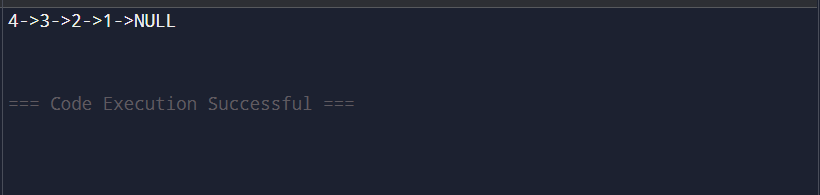 4->3->2->1->NULL
=== Code Execution Successful ===